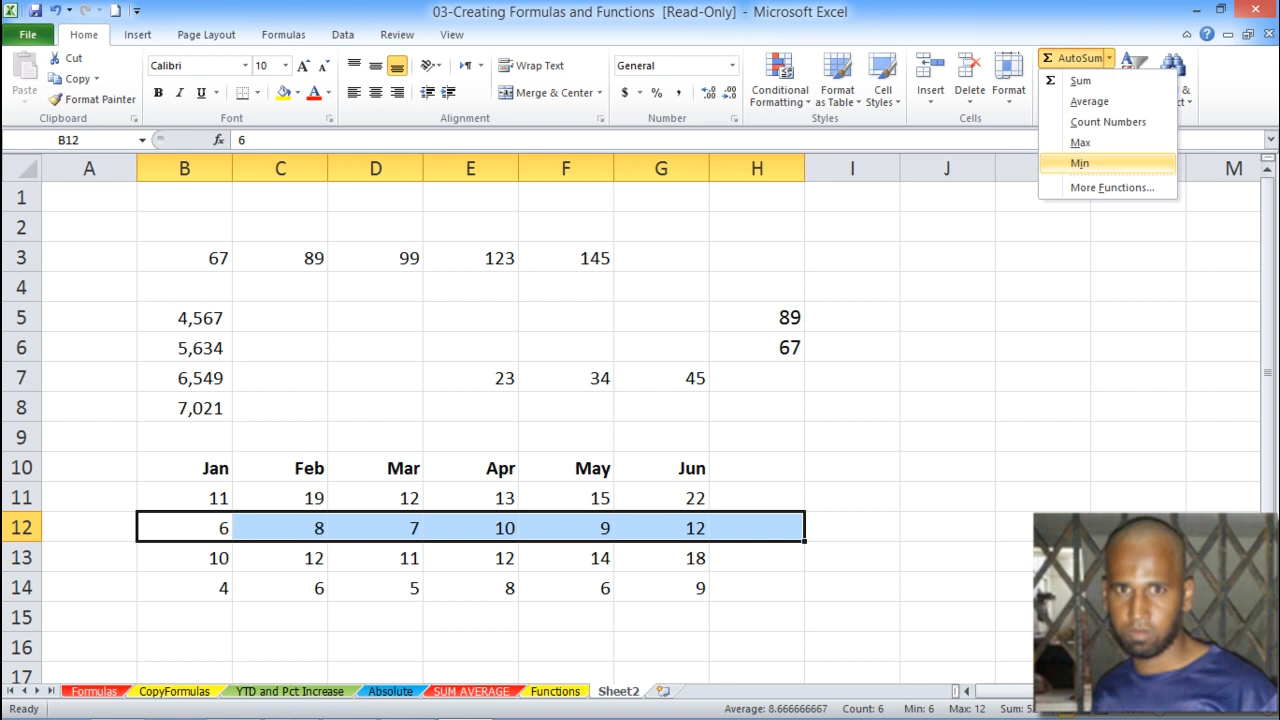 03-Creating Formulas and Functions [Read-Only] - Microsoft Excel
File Home Insert Page Layout Formulas Data Review View
Cut
Copy
Format Painter
Paste
Clipboard
Calibri 10
B I U A A A
Font
Wrap Text
Merge & Center
Alignment
General
$ % ,
Number
Conditional Formatting
Format as Table
Cell Styles
Styles
Insert Delete Format
Cells
Σ AutoSum
Σ Sum
Average
Count Numbers
Max
Min
More Functions...
B12 fx 6
A B C D E F G H I J M
1
2
3 67 89 99 123 145
4
5 4,567 89
6 5,634 67
7 6,549 23 34 45
8 7,021
9
10 Jan Feb Mar Apr May Jun
11 11 19 12 13 15 22
12 6 8 7 10 9 12
13 10 12 11 12 14 18
14 4 6 5 8 6 9
15
16
17
Formulas CopyFormulas YTD and Pct Increase Absolute SUM AVERAGE Functions Sheet2
Ready Average: 8.666666667 Count: 6 Min: 6 Max: 12